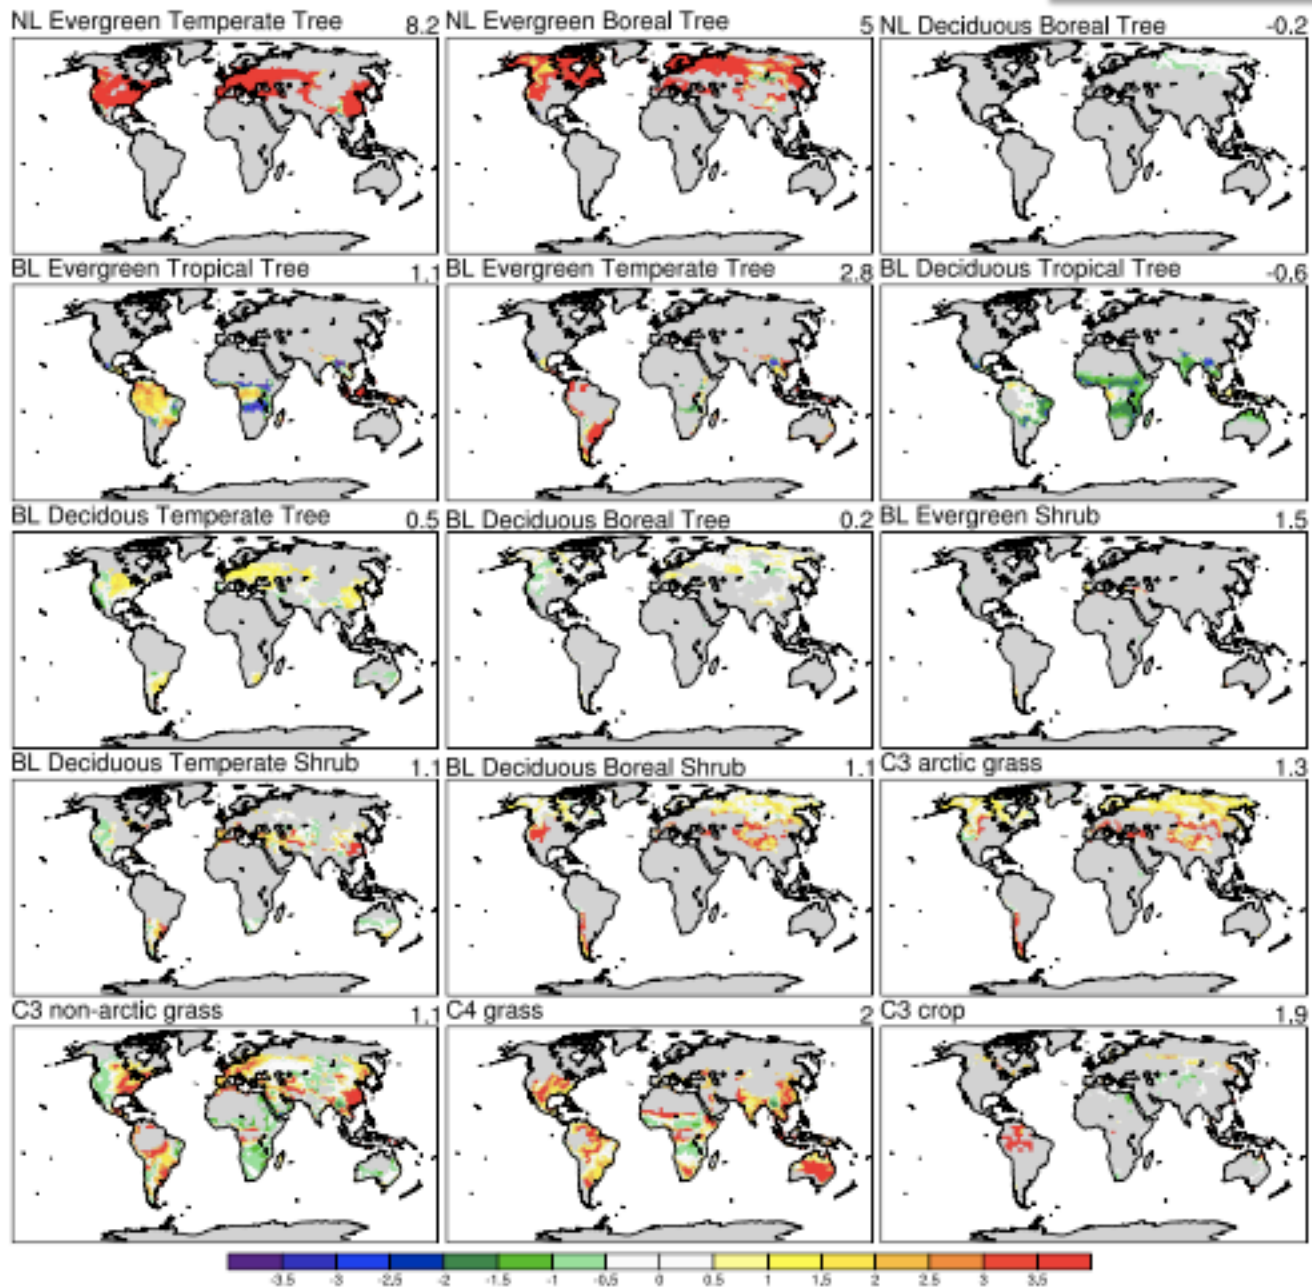 NL Evergreen Temperate Tree 8.2 NL Evergreen Boreal Tree 5 NL Deciduous Boreal Tree -0.2
BL Evergreen Tropical Tree 1.1 BL Evergreen Temperate Tree 2.8 BL Deciduous Tropical Tree -0.6
BL Decidous Temperate Tree 0.5 BL Deciduous Boreal Tree 0.2 BL Evergreen Shrub 1.5
BL Deciduous Temperate Shrub 1.1 BL Deciduous Boreal Shrub 1.1 C3 arctic grass 1.3
C3 non-arctic grass 1.1 C4 grass 2 C3 crop 1.9
-3.5 -3 -2.5 -2 -1.5 -1 -0.5 0 0.5 1 1.5 2 2.5 3 3.5